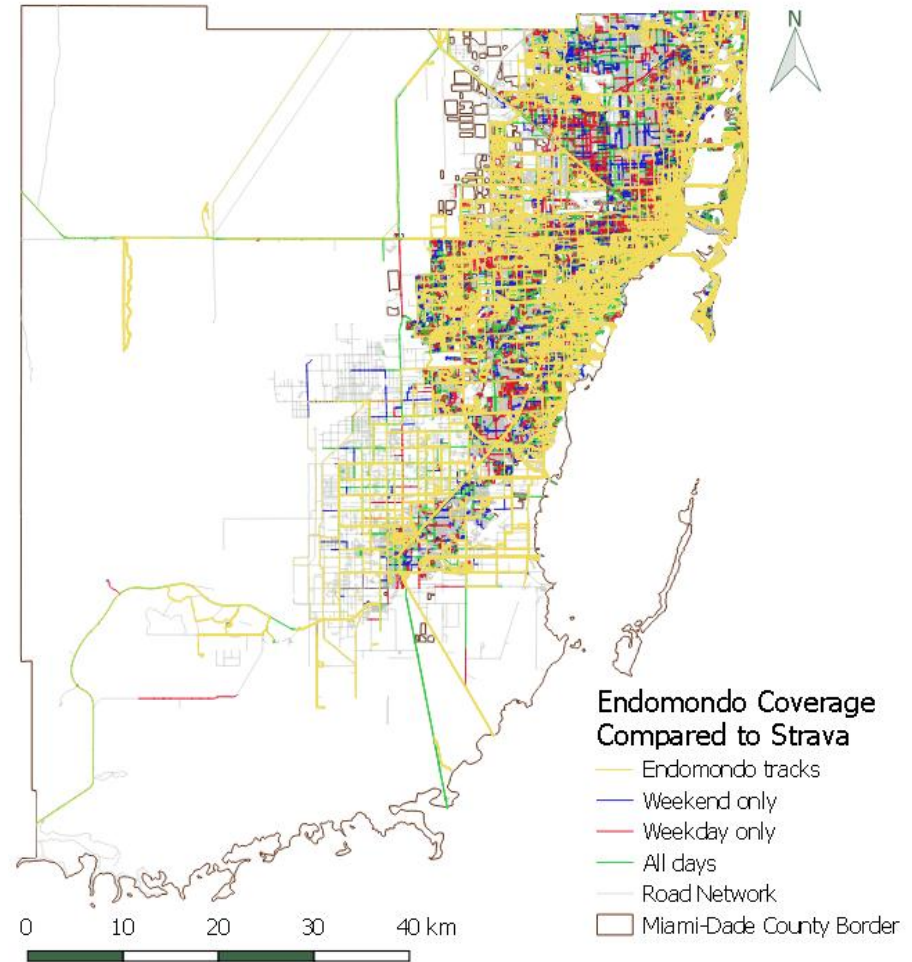 N
Endomondo Coverage
Compared to Strava
Endomondo tracks
Weekend only
Weekday only
All days
Road Network
Miami-Dade County Border
0 10 20 30 40 km